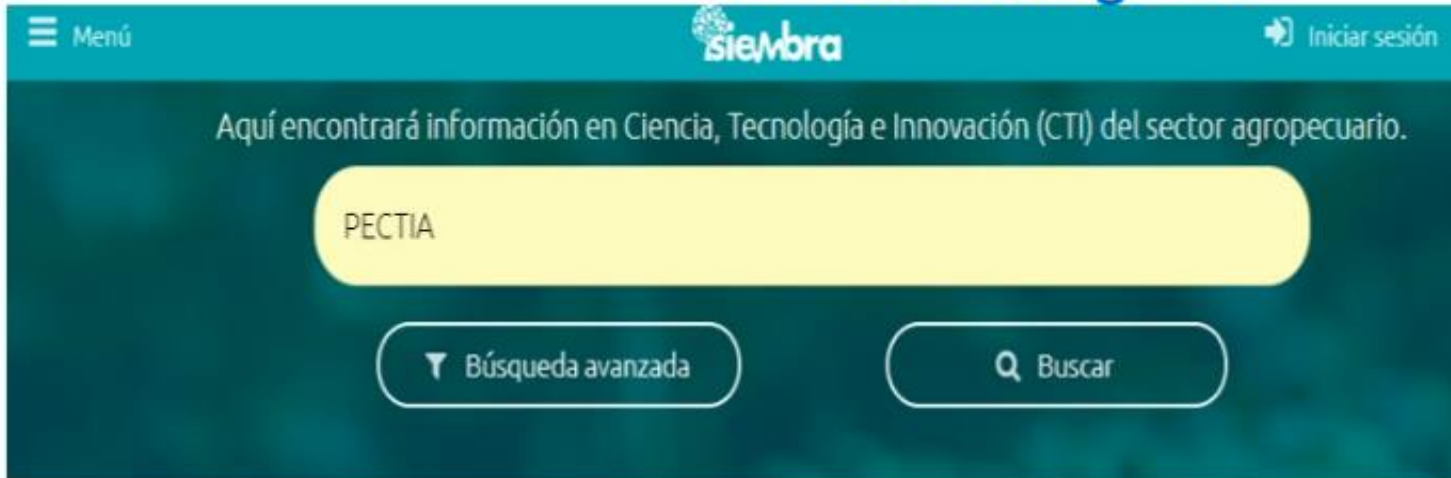 Menú
siembra
Iniciar sesión
Aquí encontrará información en Ciencia, Tecnología e Innovación (CTI) del sector agropecuario.
PECTIA
Búsqueda avanzada
Buscar